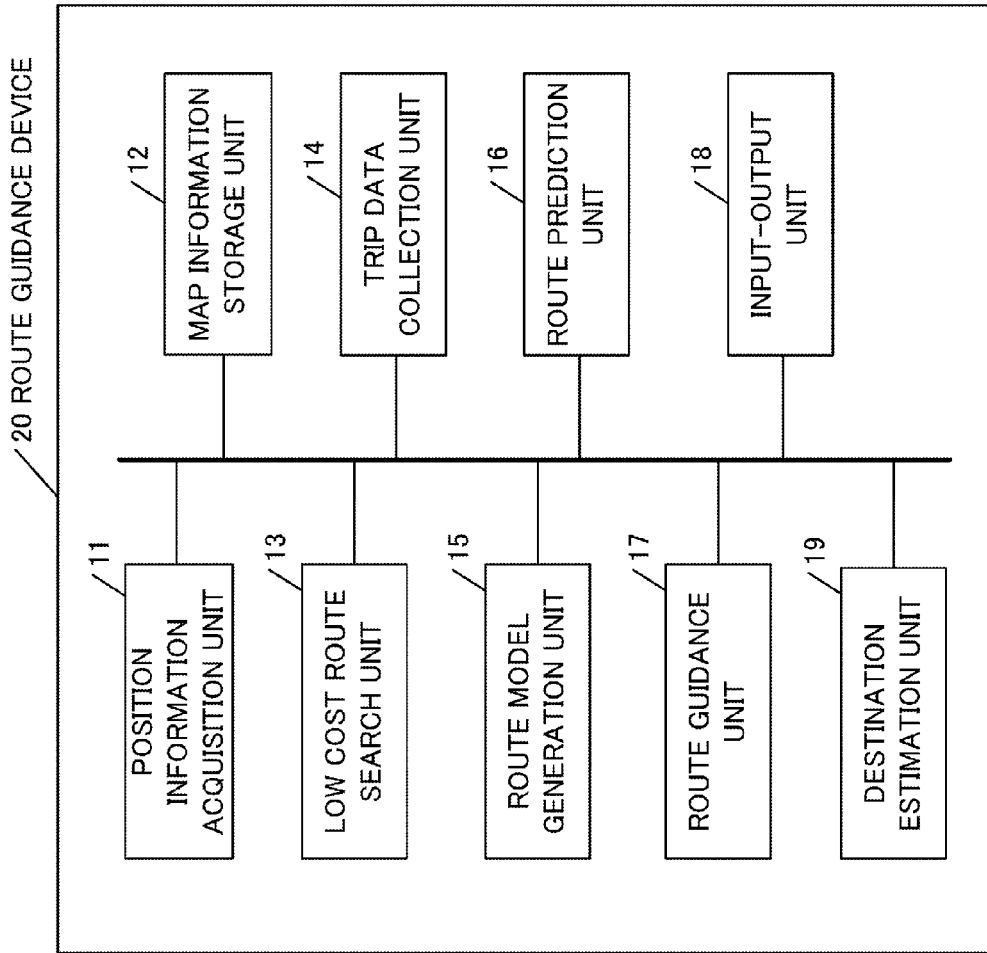 20 ROUTE GUIDANCE DEVICE
11
POSITION
INFORMATION
ACQUISITION UNIT
12
MAP INFORMATION
STORAGE UNIT
13
LOW COST ROUTE
SEARCH UNIT
14
TRIP DATA
COLLECTION UNIT
15
ROUTE MODEL
GENERATION UNIT
16
ROUTE PREDICTION
UNIT
17
ROUTE GUIDANCE
UNIT
18
INPUT-OUTPUT
UNIT
19
DESTINATION
ESTIMATION UNIT